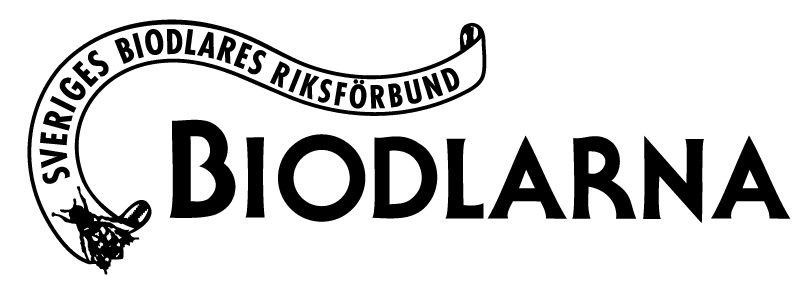 SVERIGES BIODLARES RIKSFÖRBUND
BIODLARNA